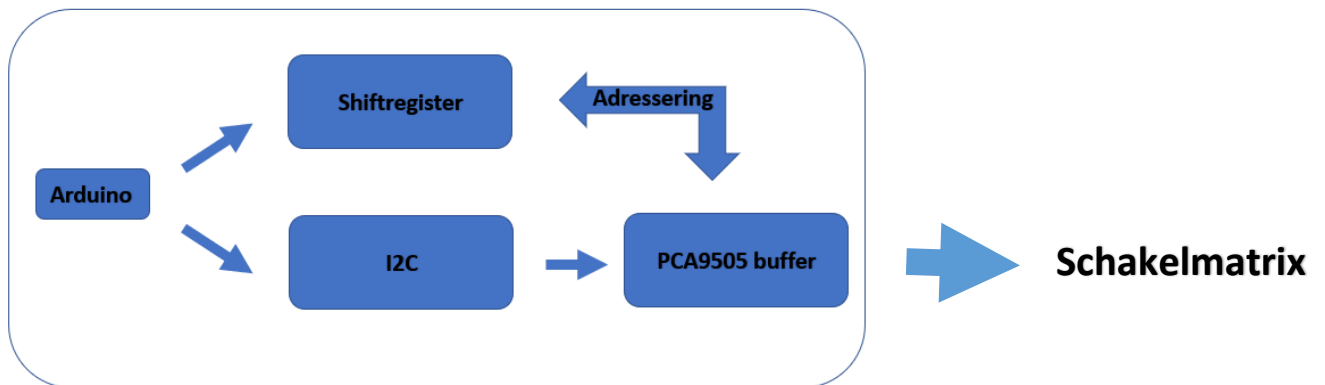 Shiftregister
Adressering
Arduino
I2C
PCA9505 buffer
Schakelmatrix